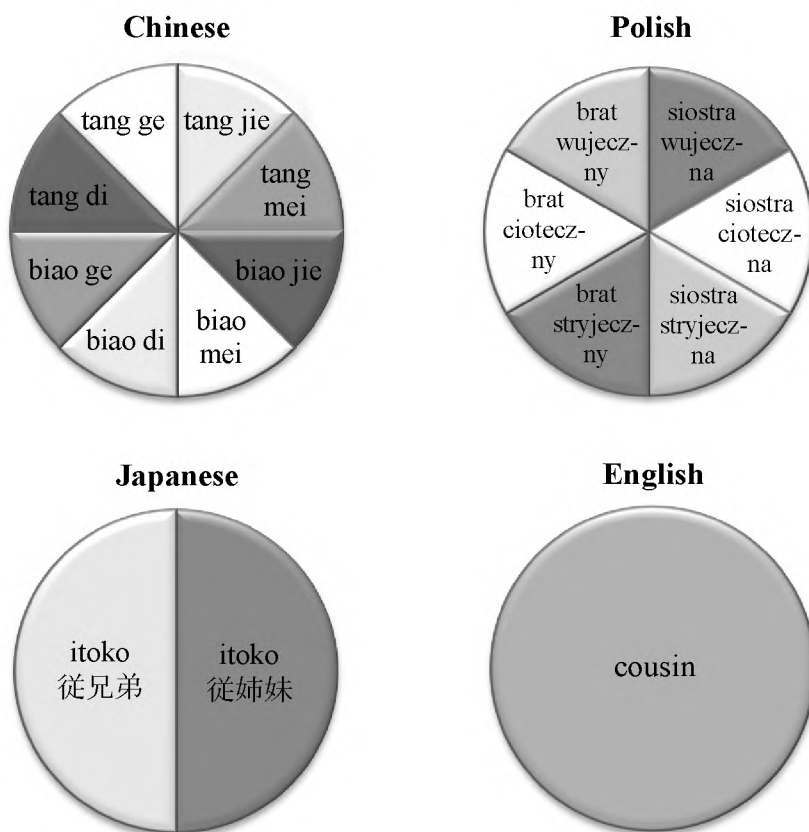 Chinese
tang ge
tang jie
tang
mei
biao jie
biao
mei
biao di
biao ge
tang di
Polish
brat
wujecz-
ny
siostra
wujecz-
na
siostra
ciotecz-
na
siostra
stryjecz-
na
brat
stryjecz-
ny
brat
ciotecz-
ny
Japanese
itoko
従兄弟
itoko
従姉妹
English
cousin